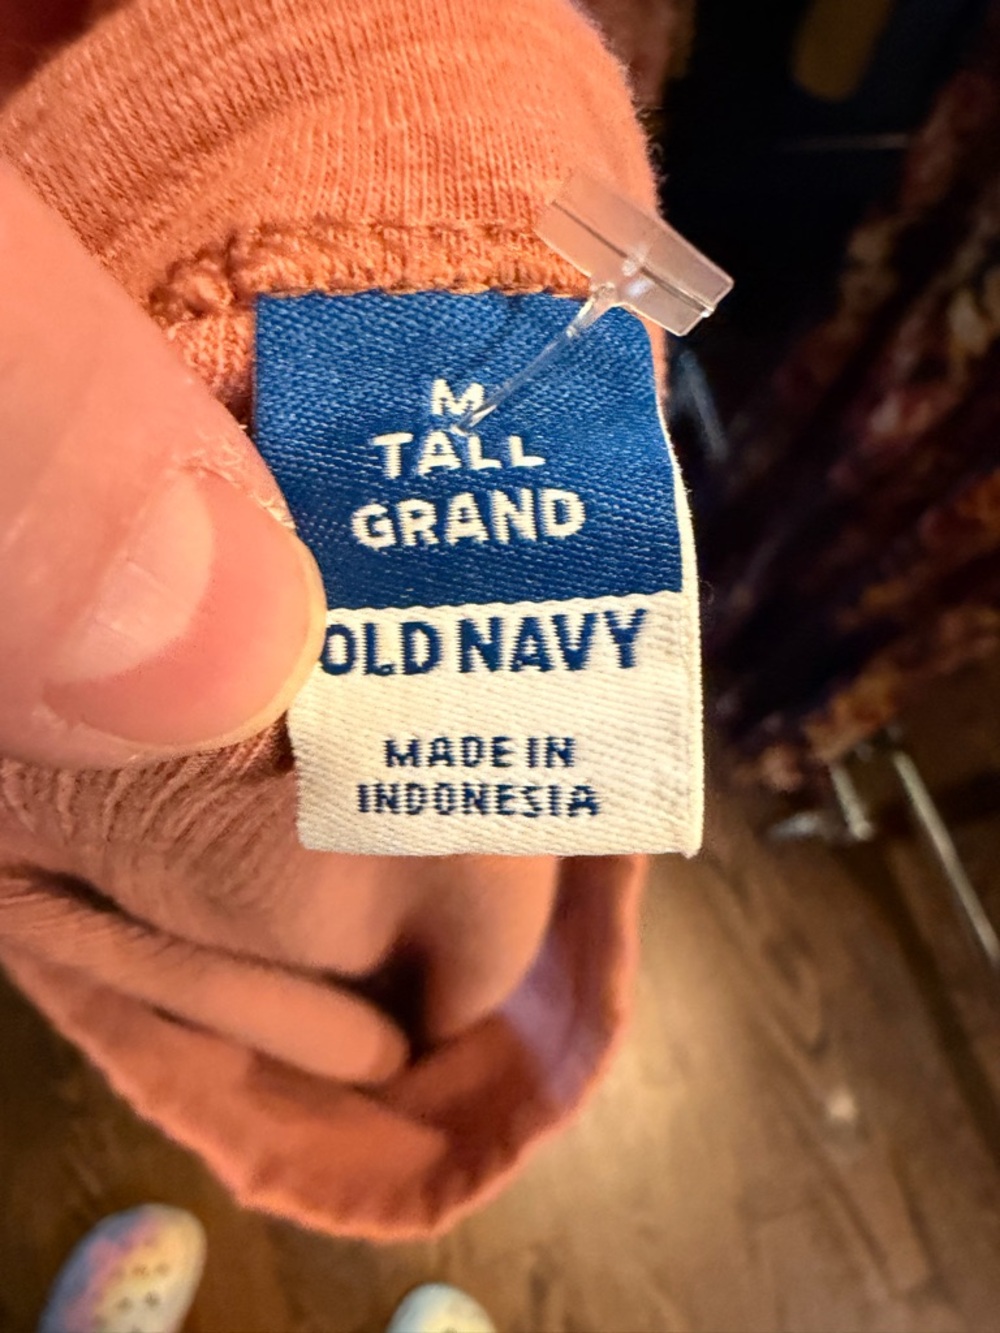 M
TALL
GRAND
OLD NAVY
MADE IN
INDONESIA